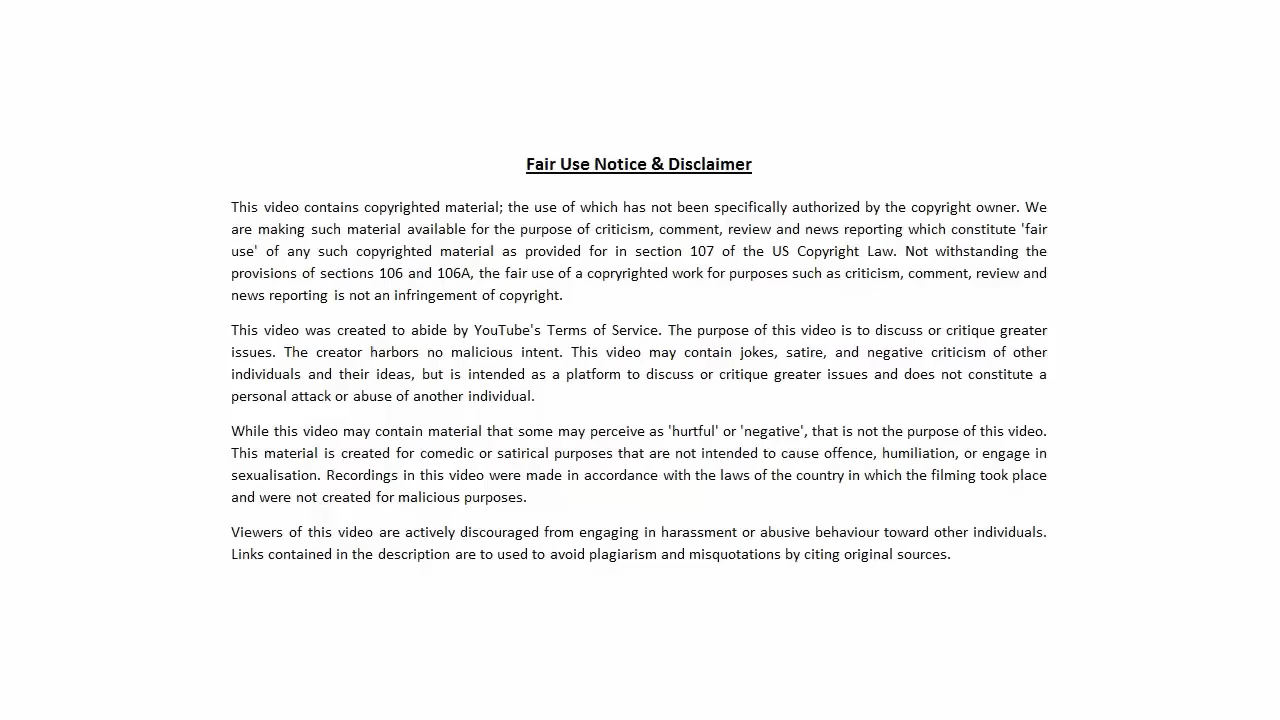 Fair Use Notice & Disclaimer
This video contains copyrighted material; the use of which has not been specifically authorized by the copyright owner. We
are making such material available for the purpose of criticism, comment, review and news reporting which constitute 'fair
use' of any such copyrighted material as provided for in section 107 of the US Copyright Law. Not withstanding the
provisions of sections 106 and 106A, the fair use of a copryrighted work for purposes such as criticism, comment, review and
news reporting is not an infringement of copyright.
This video was created to abide by YouTube's Terms of Service. The purpose of this video is to discuss or critique greater
issues. The creator harbors no malicious intent. This video may contain jokes, satire, and negative criticism of other
individuals and their ideas, but is intended as a platform to discuss or critique greater issues and does not constitute a
personal attack or abuse of another individual.
While this video may contain material that some may perceive as 'hurtful' or 'negative', that is not the purpose of this video.
This material is created for comedic or satirical purposes that are not intended to cause offence, humiliation, or engage in
sexualisation. Recordings in this video were made in accordance with the laws of the country in which the filming took place
and were not created for malicious purposes.
Viewers of this video are actively discouraged from engaging in harassment or abusive behaviour toward other individuals.
Links contained in the description are to used to avoid plagiarism and misquotations by citing original sources.